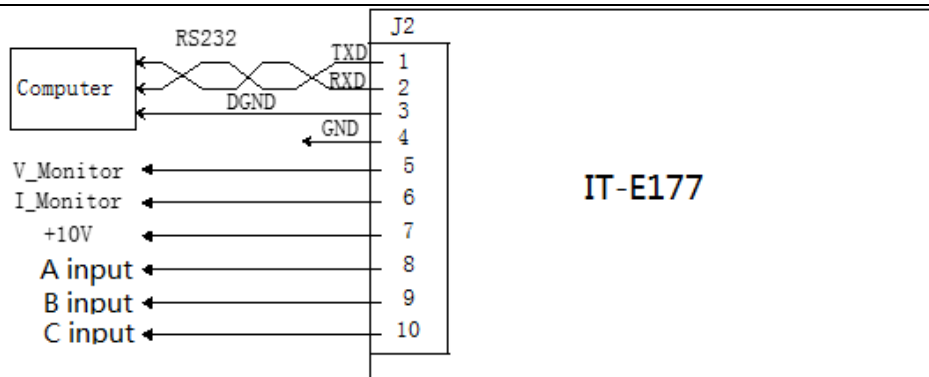 J2
RS232
TXD
1
Computer
RXD
2
DGND
3
GND
4
V_Monitor
5
I_Monitor
6
IT-E177
+10V
7
A input
8
B input
9
C input
10